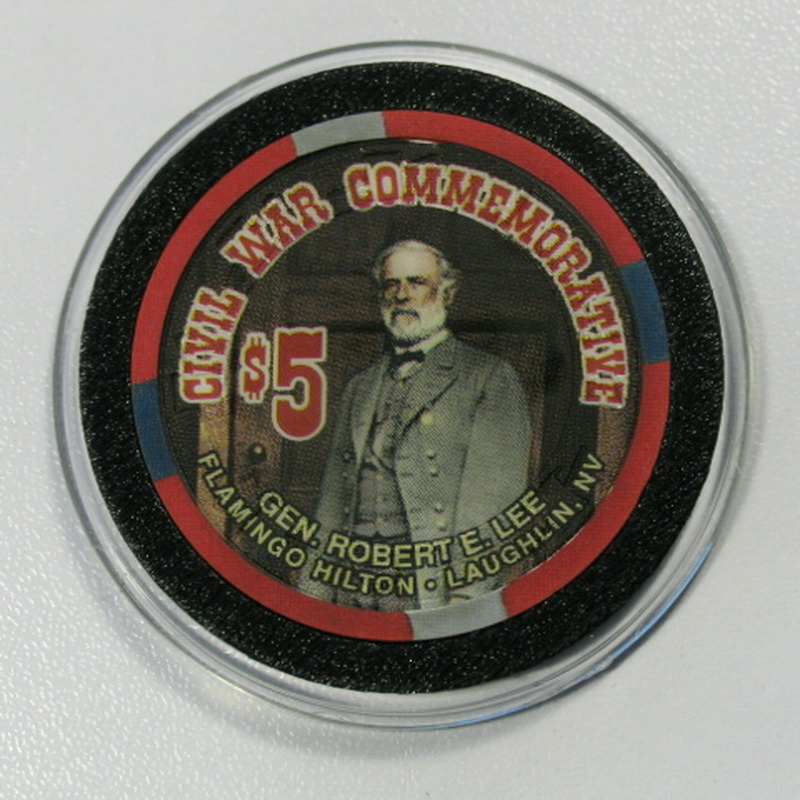 CIVIL WAR COMMEMORATIVE
$5
GEN. ROBERT E. LEE
FLAMINGO HILTON • LAUGHLIN, NV